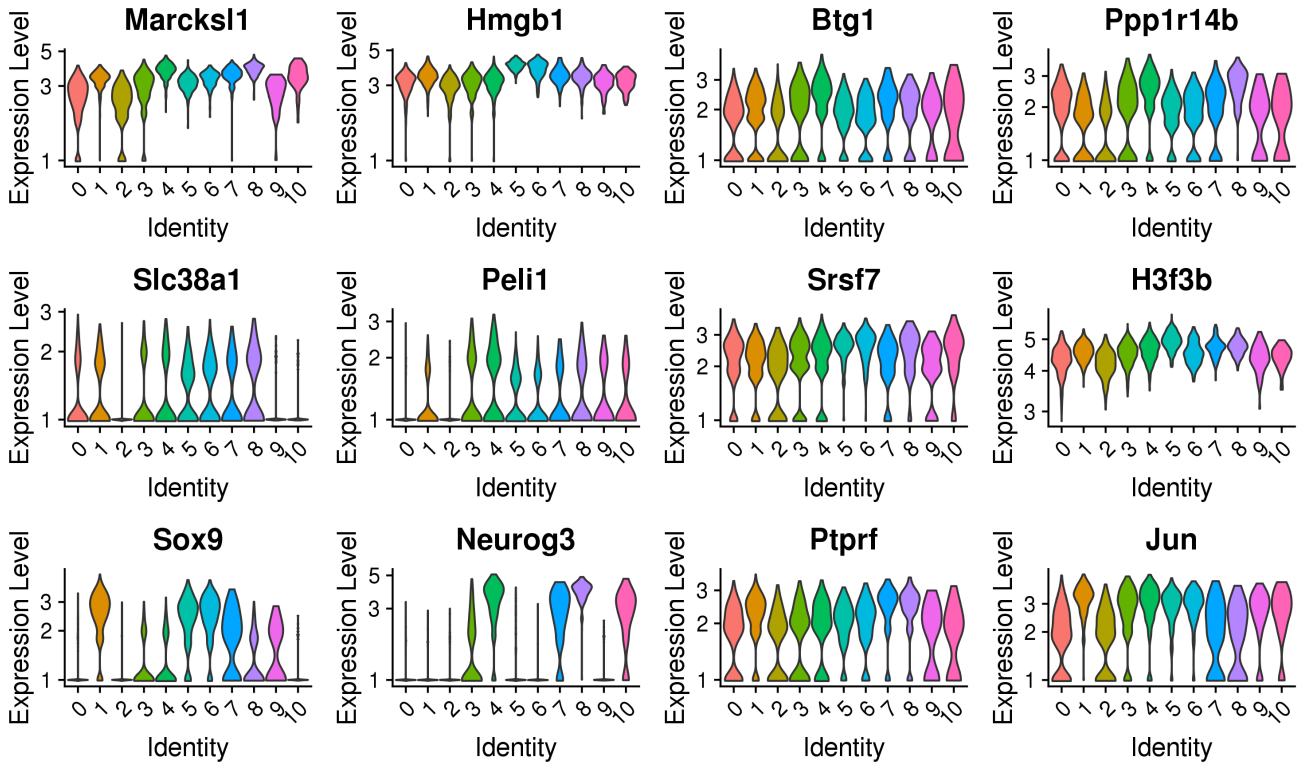 Marcksl1 Hmgb1 Btg1 Ppp1r14b
Expression Level 5 3 1 Expression Level 5 3 1 Expression Level 3 2 1 Expression Level 3 2 1
0 1 2 3 4 5 6 7 8 9 10 0 1 2 3 4 5 6 7 8 9 10 0 1 2 3 4 5 6 7 8 9 10 0 1 2 3 4 5 6 7 8 9 10
Identity Identity Identity Identity
Slc38a1 Peli1 Srsf7 H3f3b
Expression Level 3 2 1 Expression Level 3 2 1 Expression Level 3 2 1 Expression Level 5 4 3
0 1 2 3 4 5 6 7 8 9 10 0 1 2 3 4 5 6 7 8 9 10 0 1 2 3 4 5 6 7 8 9 10 0 1 2 3 4 5 6 7 8 9 10
Identity Identity Identity Identity
Sox9 Neurog3 Ptprf Jun
Expression Level 3 2 1 Expression Level 5 3 1 Expression Level 3 2 1 Expression Level 3 2 1
0 1 2 3 4 5 6 7 8 9 10 0 1 2 3 4 5 6 7 8 9 10 0 1 2 3 4 5 6 7 8 9 10 0 1 2 3 4 5 6 7 8 9 10
Identity Identity Identity Identity